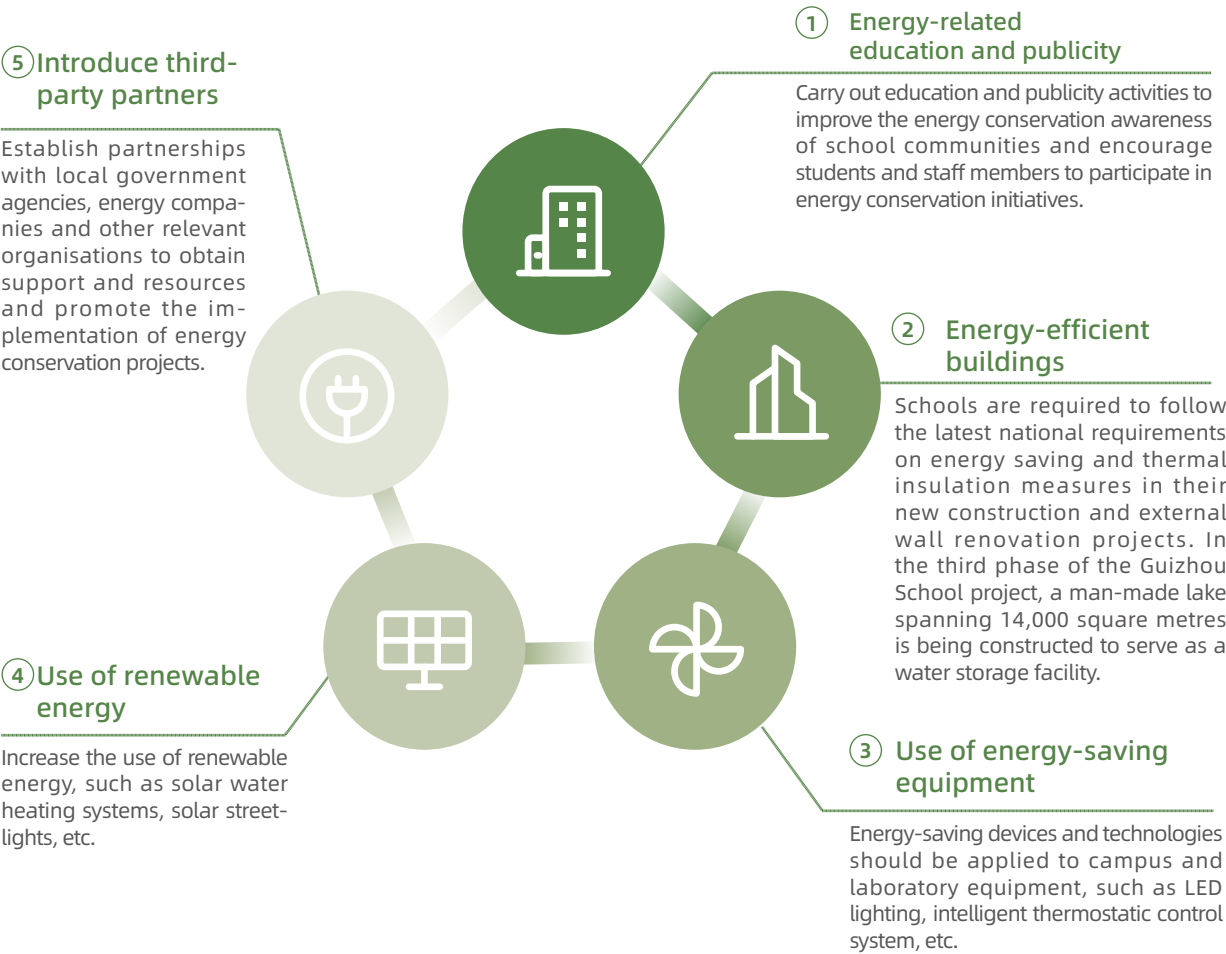 1 Energy-related
education and publicity
Carry out education and publicity activities to
improve the energy conservation awareness
of school communities and encourage
students and staff members to participate in
energy conservation initiatives.
2 Energy-efficient
buildings
Schools are required to follow
the latest national requirements
on energy saving and thermal
insulation measures in their
new construction and external
wall renovation projects. In
the third phase of the Guizhou
School project, a man-made lake
spanning 14,000 square metres
is being constructed to serve as a
water storage facility.
3 Use of energy-saving
equipment
Energy-saving devices and technologies
should be applied to campus and
laboratory equipment, such as LED
lighting, intelligent thermostatic control
system, etc.
4 Use of renewable
energy
Increase the use of renewable
energy, such as solar water
heating systems, solar street-
lights, etc.
5 Introduce third-
party partners
Establish partnerships
with local government
agencies, energy compa-
nies and other relevant
organisations to obtain
support and resources
and promote the im-
plementation of energy
conservation projects.